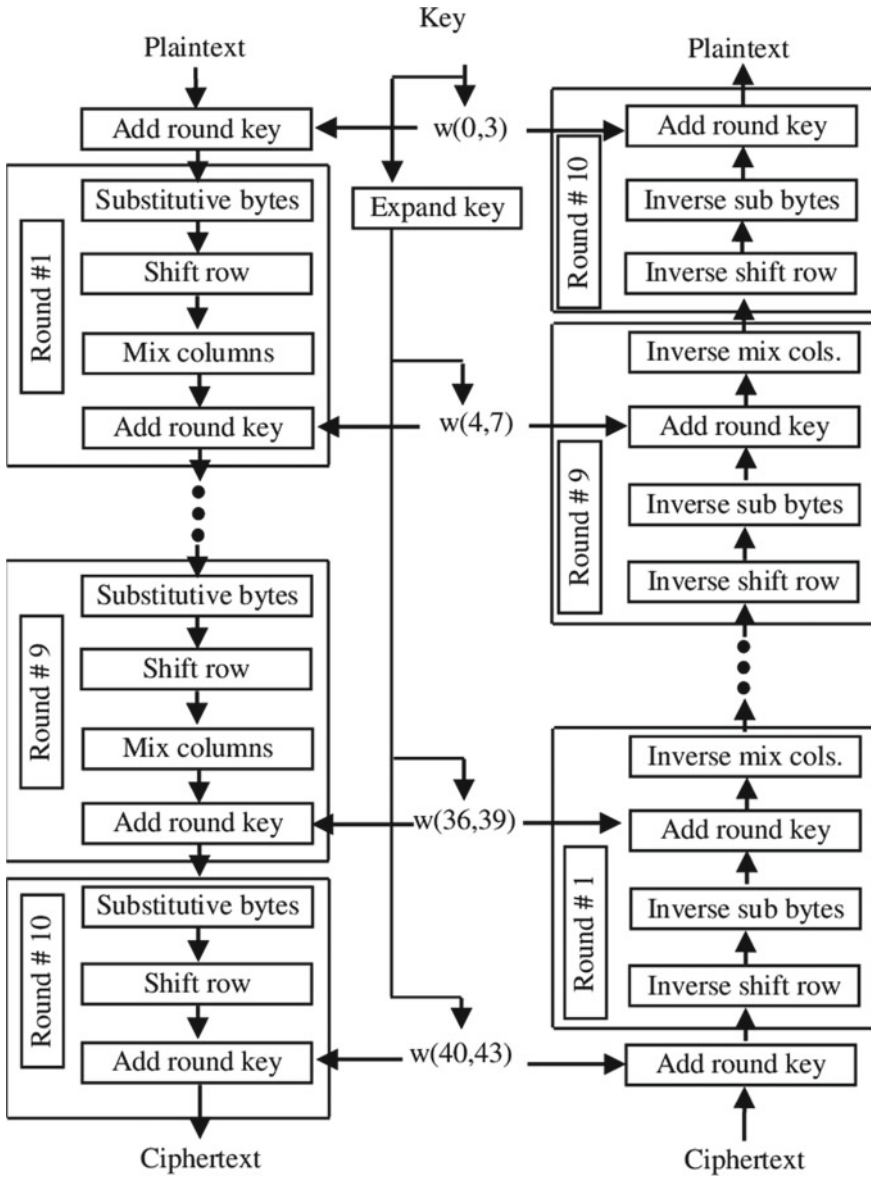 Plaintext
Add round key
Round #1
Substitutive bytes
Shift row
Mix columns
Add round key
Round # 9
Substitutive bytes
Shift row
Mix columns
Add round key
Round # 10
Substitutive bytes
Shift row
Add round key
Ciphertext
Key
w(0,3)
Expand key
w(4,7)
w(36,39)
w(40,43)
Plaintext
Round # 10
Add round key
Inverse sub bytes
Inverse shift row
Round # 9
Inverse mix cols.
Add round key
Inverse sub bytes
Inverse shift row
Round # 1
Inverse mix cols.
Add round key
Inverse sub bytes
Inverse shift row
Add round key
Ciphertext